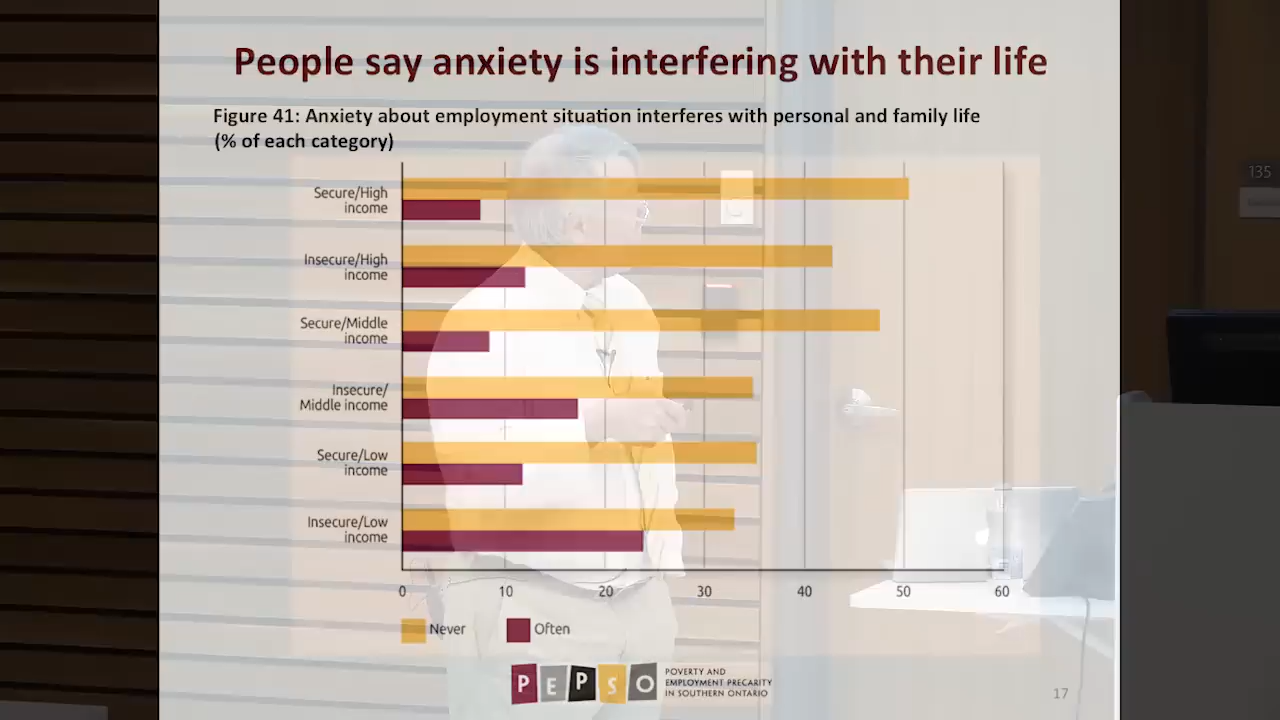 People say anxiety is interfering with their life
Figure 41: Anxiety about employment situation interferes with personal and family life
(% of each category)
Secure/High
income
Insecure/High
income
Secure/Middle
income
Insecure/
Middle income
Secure/Low
income
Insecure/Low
income
0 10 20 30 40 50 60
Never Often
PEPSO
POVERTY AND
EMPLOYMENT PRECARITY
IN SOUTHERN ONTARIO
17
135